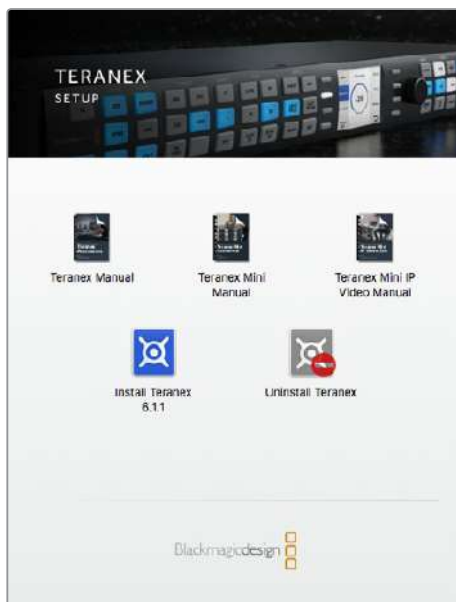 TERANEX
SETUP
Teranex Manual
Teranex Mini
Manual
Teranex Mini IP
Video Manual
Install Teranex
6.1.1
Uninstall Teranex
Blackmagicdesign